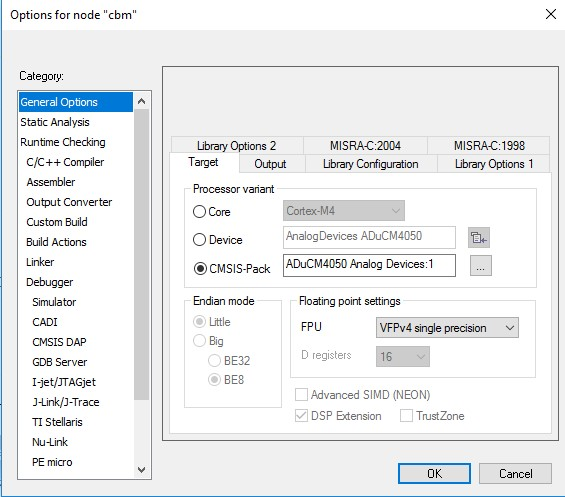 Options for node "cbm"
Category:
General Options
Static Analysis
Runtime Checking
C/C++ Compiler
Assembler
Output Converter
Custom Build
Build Actions
Linker
Debugger
Simulator
CADI
CMSIS DAP
GDB Server
I-jet/JTAGjet
J-Link/J-Trace
TI Stellaris
Nu-Link
PE micro
Library Options 2 MISRA-C:2004 MISRA-C:1998
Target Output Library Configuration Library Options 1
Processor variant
Core Cortex-M4
Device AnalogDevices ADuCM4050
CMSIS-Pack ADuCM4050 Analog Devices:1 ...
Endian mode
Little
Big
BE32
BE8
Floating point settings
FPU VFPv4 single precision
D registers 16
Advanced SIMD (NEON)
DSP Extension TrustZone
OK Cancel